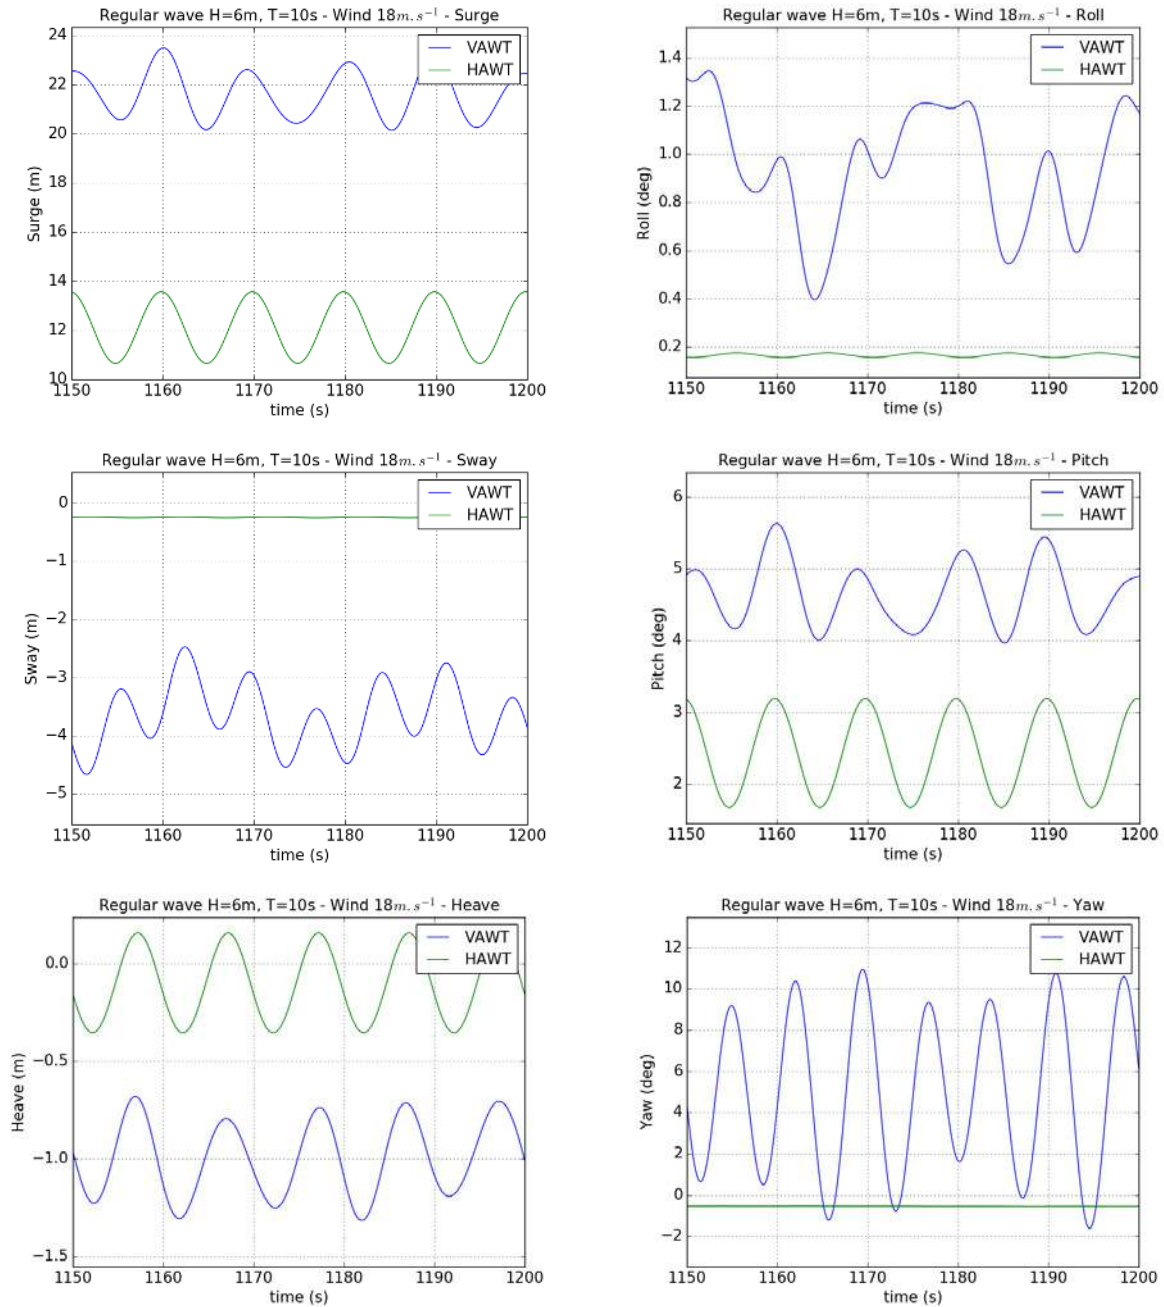 Regular wave H=6m, T=10s - Wind 18m.s⁻¹ - Surge
24
22
20
18
16
14
12
10
Surge (m)
VAWT
HAWT
1150 1160 1170 1180 1190 1200
time (s)
Regular wave H=6m, T=10s - Wind 18m.s⁻¹ - Roll
1.4
1.2
1.0
0.8
0.6
0.4
0.2
Roll (deg)
VAWT
HAWT
1150 1160 1170 1180 1190 1200
time (s)
Regular wave H=6m, T=10s - Wind 18m.s⁻¹ - Sway
0
−1
−2
−3
−4
−5
Sway (m)
VAWT
HAWT
1150 1160 1170 1180 1190 1200
time (s)
Regular wave H=6m, T=10s - Wind 18m.s⁻¹ - Pitch
6
5
4
3
2
Pitch (deg)
VAWT
HAWT
1150 1160 1170 1180 1190 1200
time (s)
Regular wave H=6m, T=10s - Wind 18m.s⁻¹ - Heave
0.0
−0.5
−1.0
−1.5
Heave (m)
VAWT
HAWT
1150 1160 1170 1180 1190 1200
time (s)
Regular wave H=6m, T=10s - Wind 18m.s⁻¹ - Yaw
12
10
8
6
4
2
0
−2
Yaw (deg)
VAWT
HAWT
1150 1160 1170 1180 1190 1200
time (s)